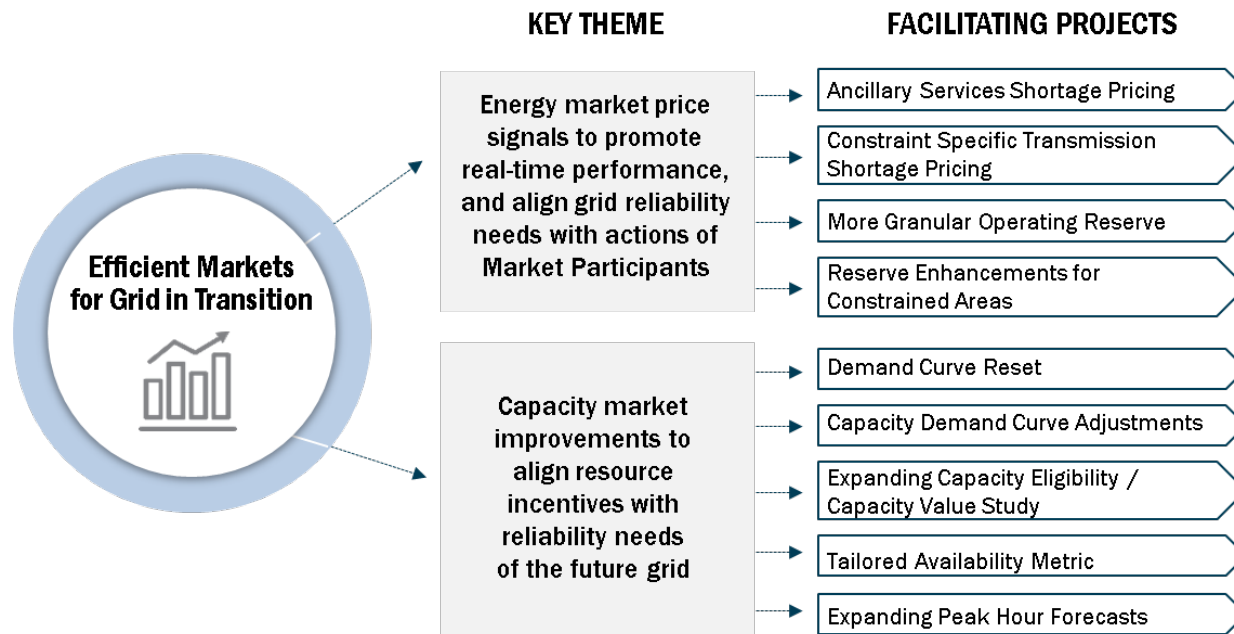 KEY THEME
FACILITATING PROJECTS
Efficient Markets
for Grid in Transition
Energy market price
signals to promote
real-time performance,
and align grid reliability
needs with actions of
Market Participants
Ancillary Services Shortage Pricing
Constraint Specific Transmission
Shortage Pricing
More Granular Operating Reserve
Reserve Enhancements for
Constrained Areas
Capacity market
improvements to
align resource
incentives with
reliability needs
of the future grid
Demand Curve Reset
Capacity Demand Curve Adjustments
Expanding Capacity Eligibility /
Capacity Value Study
Tailored Availability Metric
Expanding Peak Hour Forecasts